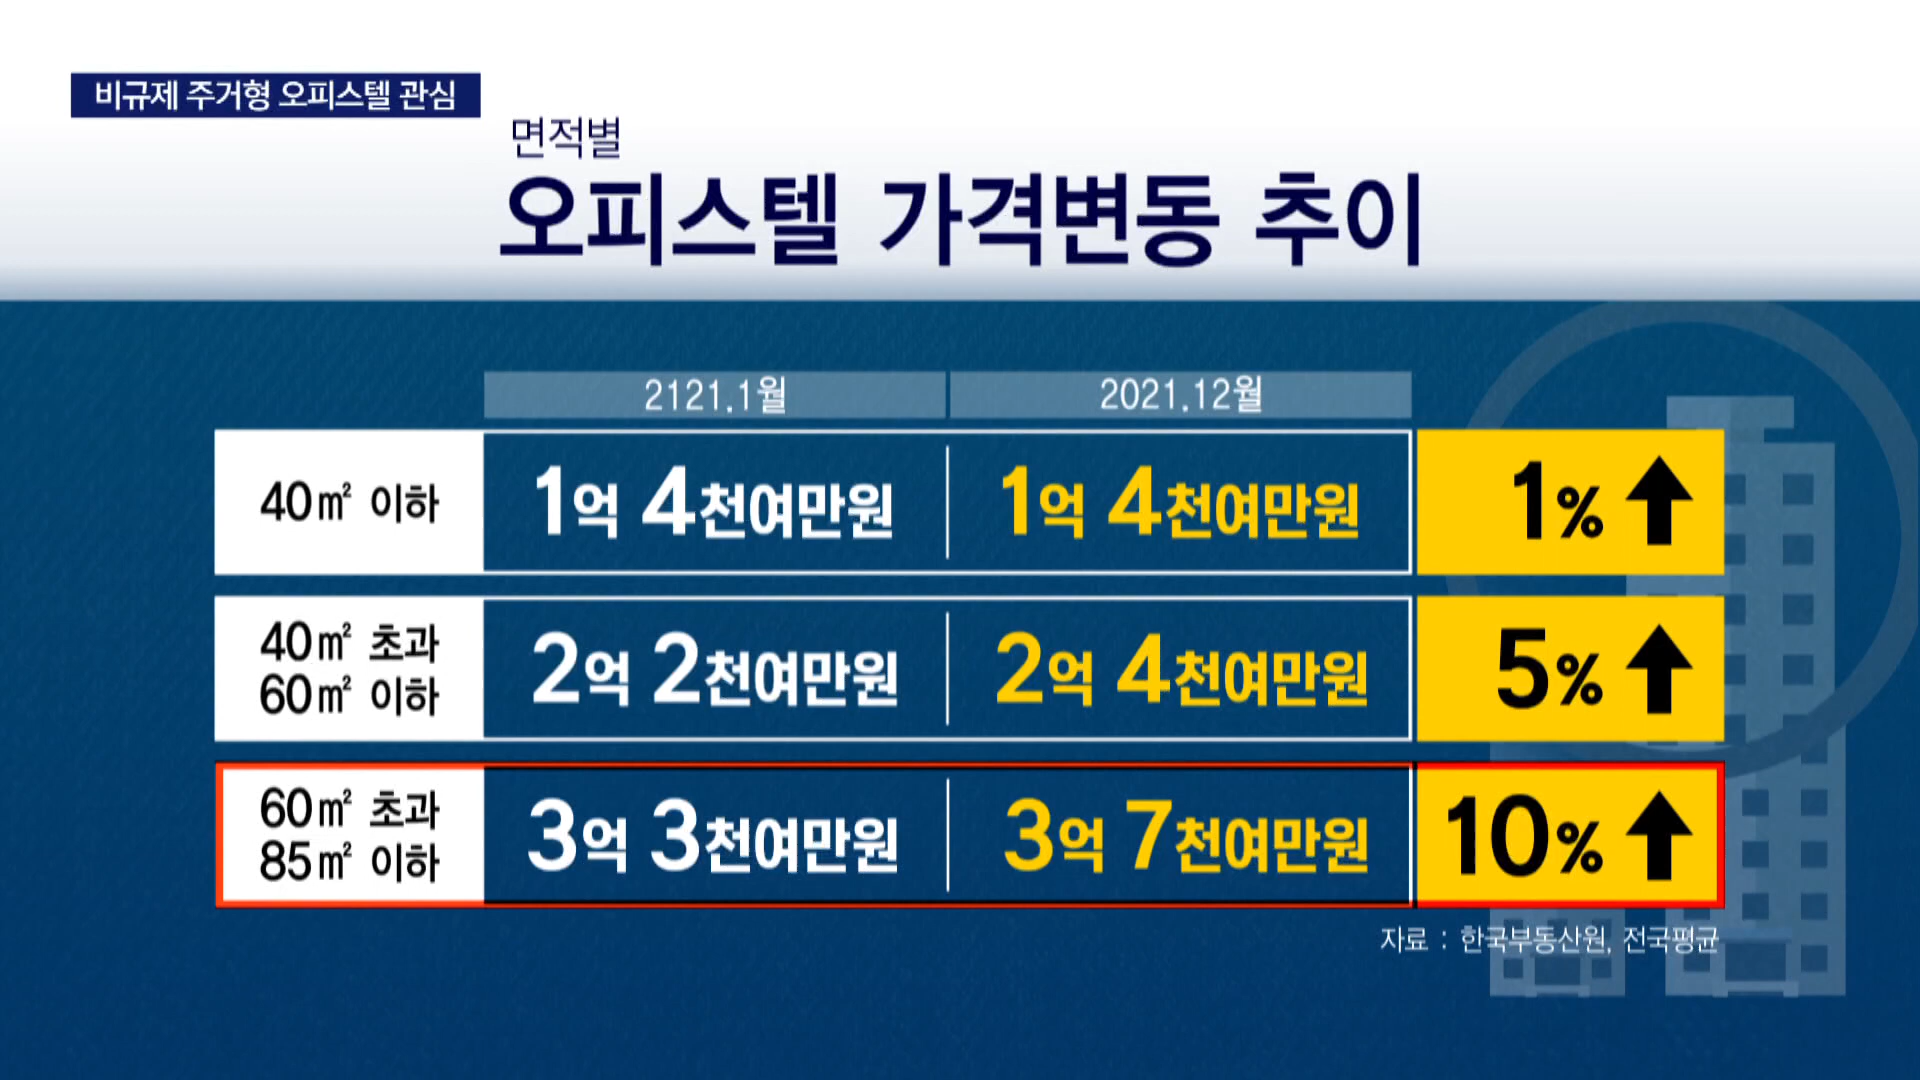 비규제 주거형 오피스텔 관심
면적별
오피스텔 가격변동 추이
2121.1월 2021.12월
40㎡ 이하 1억 4천여만원 1억 4천여만원 1%
40㎡ 초과
60㎡ 이하 2억 2천여만원 2억 4천여만원 5%
60㎡ 초과
85㎡ 이하 3억 3천여만원 3억 7천여만원 10%
자료 : 한국부동산원, 전국평균